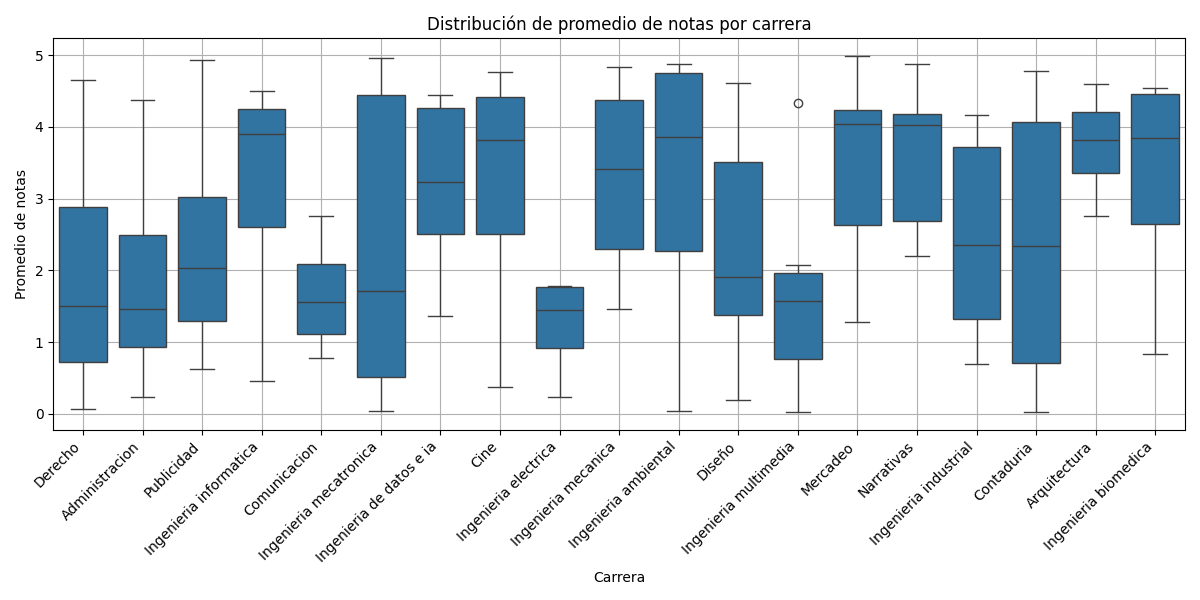 Distribución de promedio de notas por carrera
Promedio de notas
5
4
3
2
1
0
Derecho
Administracion
Publicidad
Ingenieria informatica
Comunicacion
Ingenieria mecatronica
Ingenieria de datos e ia
Cine
Ingenieria electrica
Ingenieria mecanica
Ingenieria ambiental
Diseño
Ingenieria multimedia
Mercadeo
Narrativas
Ingenieria industrial
Contaduria
Arquitectura
Ingenieria biomedica
Carrera